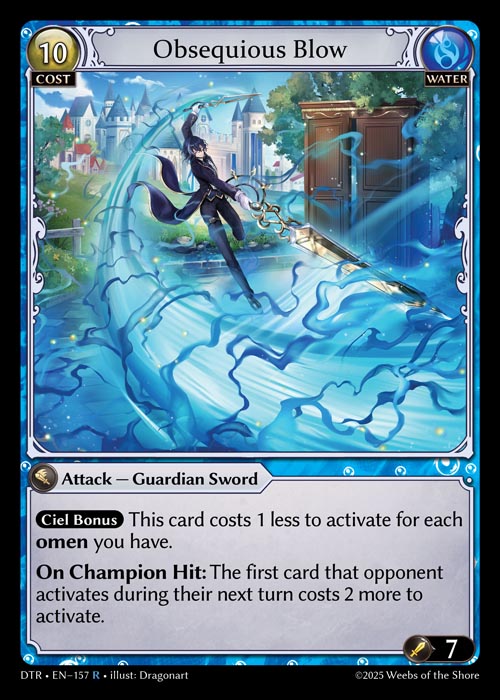 10
Obsequious Blow
COST
WATER
Attack — Guardian Sword
Ciel Bonus This card costs 1 less to activate for each
omen you have.
On Champion Hit: The first card that opponent
activates during their next turn costs 2 more to
activate.
7
DTR • EN–157 R • illust: Dragonart
©2025 Weebs of the Shore